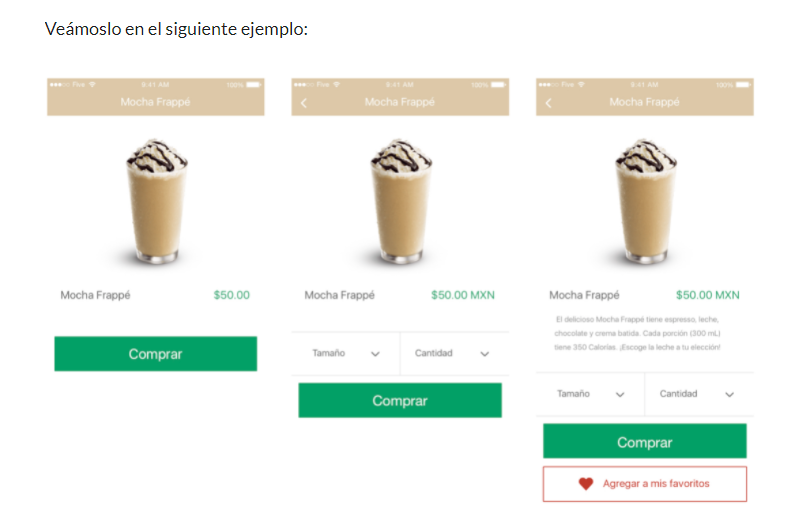 Veámoslo en el siguiente ejemplo:
Five 9:41 AM 100%
Mocha Frappé
Mocha Frappé $50.00
Comprar
Five 9:41 AM 100%
Mocha Frappé
Mocha Frappé $50.00 MXN
Tamaño Cantidad
Comprar
Five 9:41 AM 100%
Mocha Frappé
Mocha Frappé $50.00 MXN
El delicioso Mocha Frappé tiene espresso, leche,
chocolate y crema batida. Cada porción (300 mL)
tiene 350 Calorías. ¡Escoge la leche a tu elección!
Tamaño Cantidad
Comprar
Agregar a mis favoritos